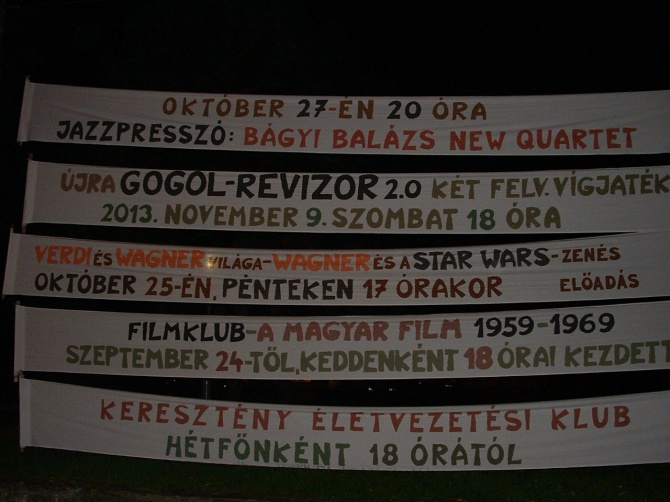 OKTÓBER 27-ÉN 20 ÓRA
JAZZPRESSZÓ: BÁGYI BALÁZS NEW QUARTET
ÚJRA GOGOL-REVIZOR 2.0 KÉT FELV. VÍGJATÉK
2013. NOVEMBER 9. SZOMBAT 18 ÓRA
VERDI ÉS WAGNER VILÁGA-WAGNER ÉS A STAR WARS-ZENÉS
OKTÓBER 25-ÉN, PÉNTEKEN 17 ÓRAKOR ELŐADÁS
FILMKLUB-A MAGYAR FILM 1959-1969
SZEPTEMBER 24-TŐL, KEDDENKÉNT 18 ÓRAI KEZDETT
KERESZTÉNY ÉLETVEZETÉSI KLUB
HÉTFŐNKÉNT 18 ÓRÁTÓL